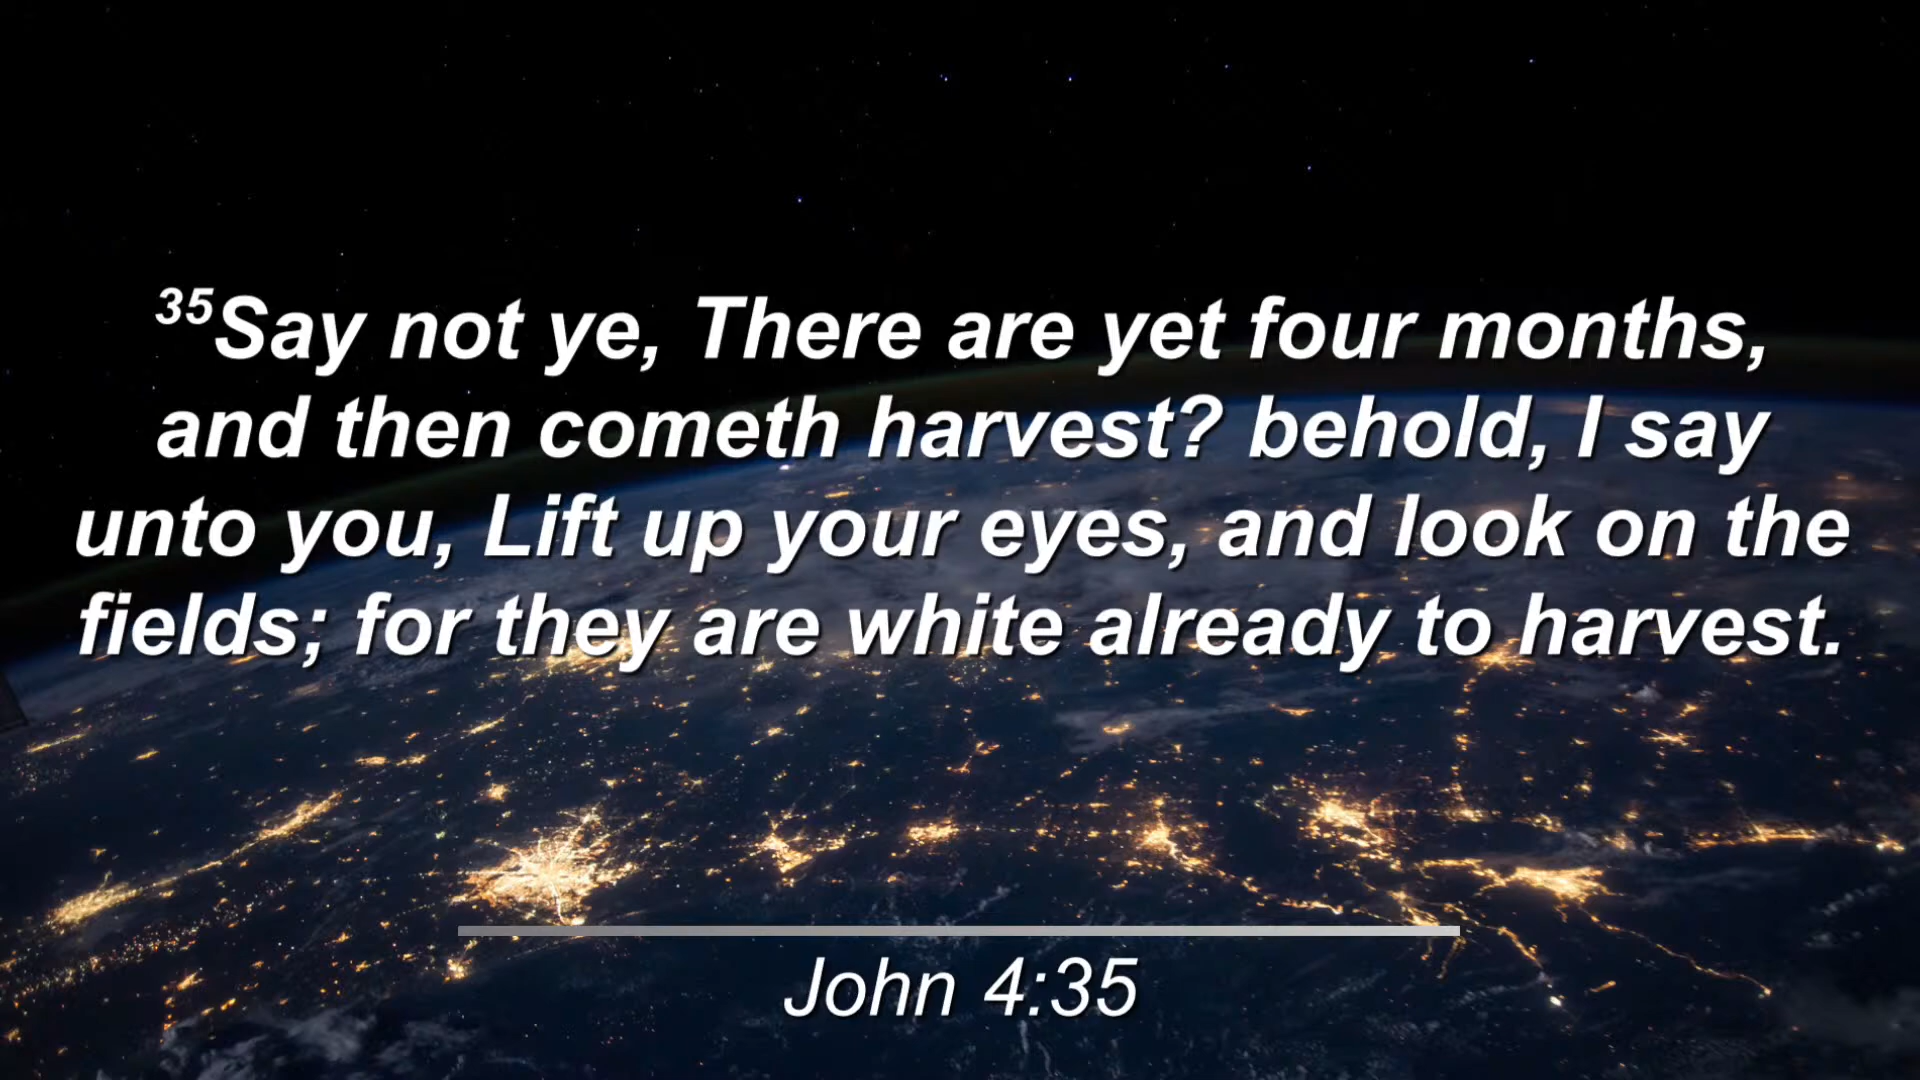 35Say not ye, There are yet four months,
and then cometh harvest? behold, I say
unto you, Lift up your eyes, and look on the
fields; for they are white already to harvest.
John 4:35